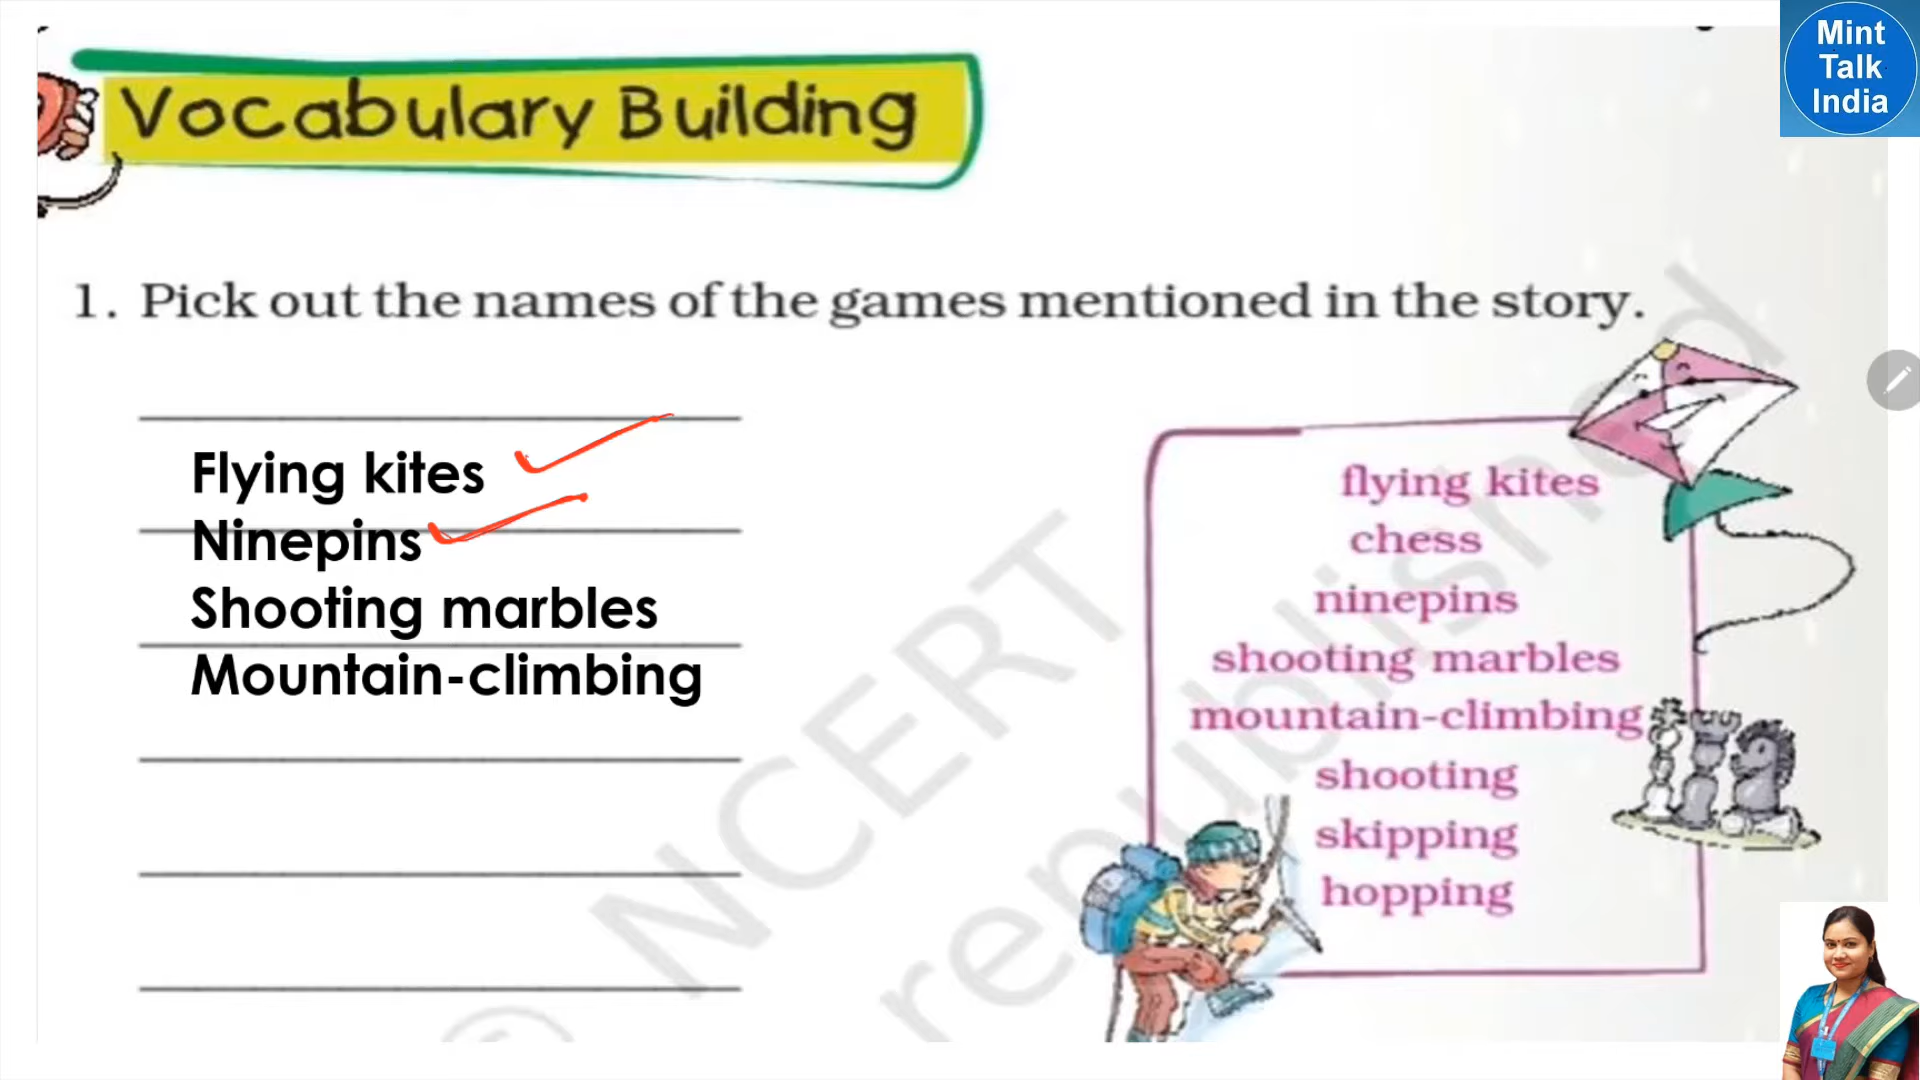 Mint
Talk
India
Vocabulary Building
1. Pick out the names of the games mentioned in the story.
Flying kites
Ninepins
Shooting marbles
Mountain-climbing
flying kites
chess
ninepins
shooting marbles
mountain-climbing
shooting
skipping
hopping
© NCERT
republished